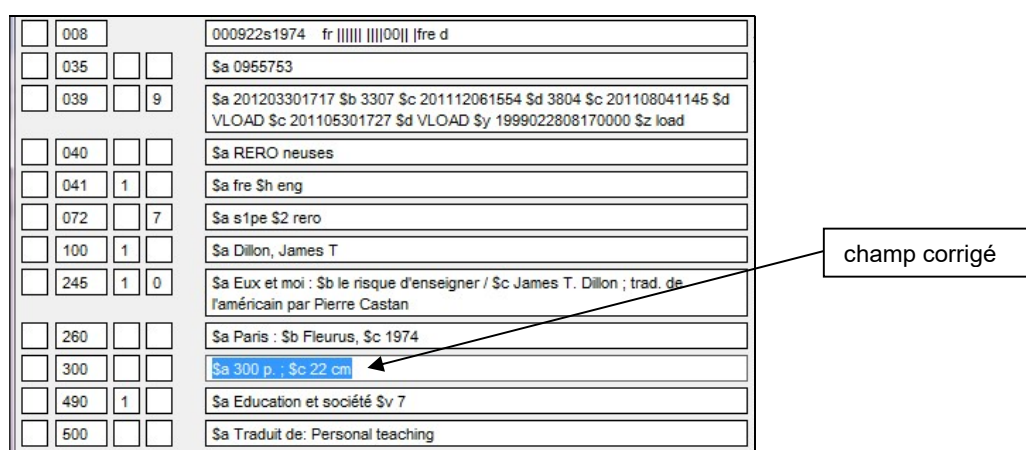 008 000922s1974 fr |||||| ||||00|| |fre d
035 $a 0955753
039 9 $a 201203301717 $b 3307 $c 201112061554 $d 3804 $c 201108041145 $d
VLOAD $c 201105301727 $d VLOAD $y 1999022808170000 $z load
040 $a RERO neuses
041 1 $a fre $h eng
072 7 $a s1pe $2 rero
100 1 $a Dillon, James T
champ corrigé
245 1 0 $a Eux et moi : $b le risque d'enseigner / $c James T. Dillon ; trad. de
l'américain par Pierre Castan
260 $a Paris : $b Fleurus, $c 1974
300 $a 300 p. ; $c 22 cm
490 1 $a Education et société $v 7
500 $a Traduit de: Personal teaching